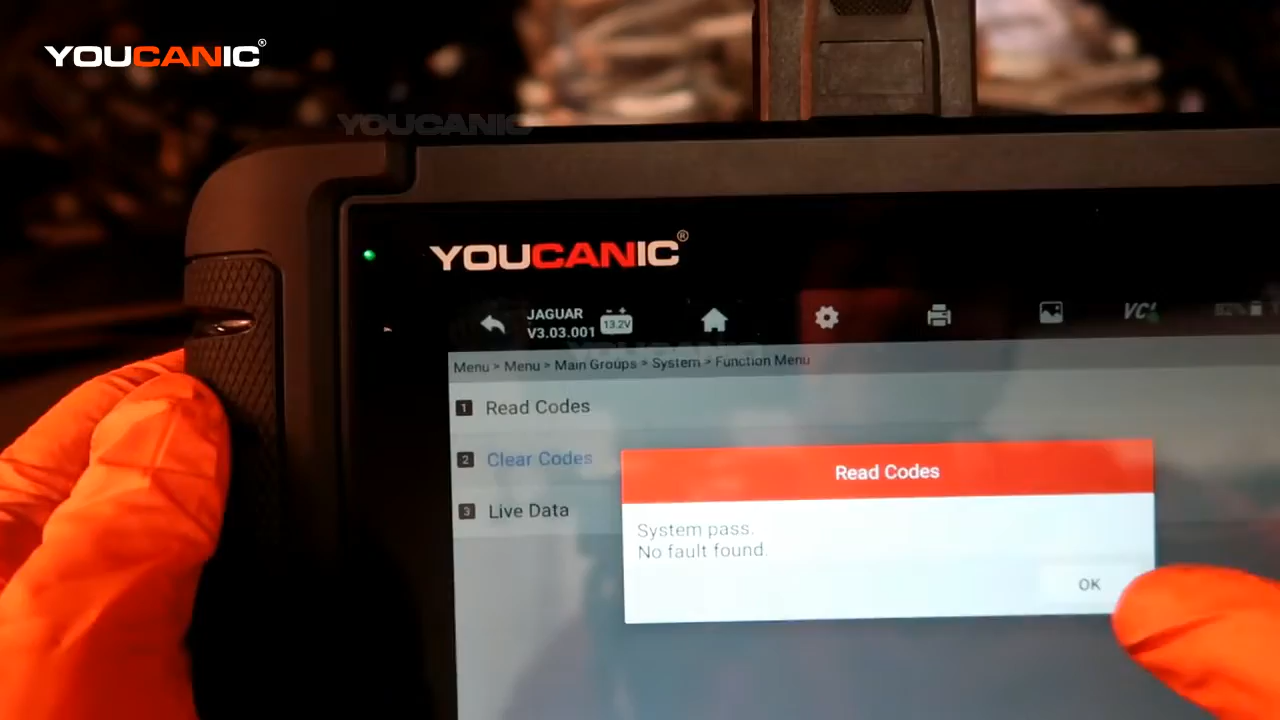 YOUCANIC®
YOUCANIC
YOUCANIC®
JAGUAR
V3.03.001
13.2V
VCI
Menu > Menu > Main Groups > System > Function Menu
1 Read Codes
2 Clear Codes
3 Live Data
Read Codes
System pass.
No fault found.
OK